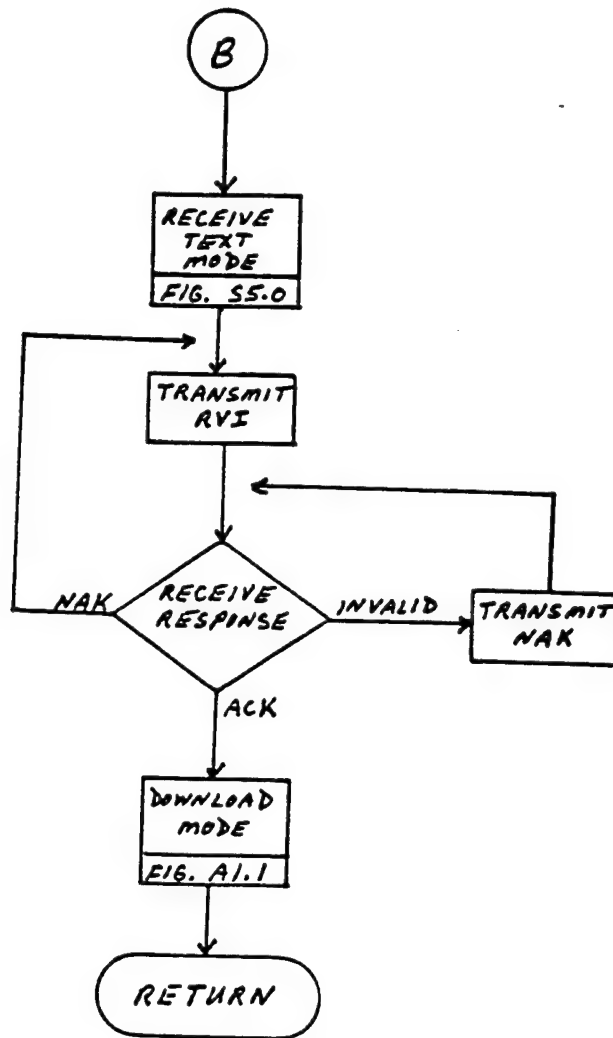 B
RECEIVE
TEXT
MODE
FIG. S5.0
TRANSMIT
RVI
NAK
RECEIVE
RESPONSE
INVALID
TRANSMIT
NAK
ACK
DOWNLOAD
MODE
FIG. A1.1
RETURN